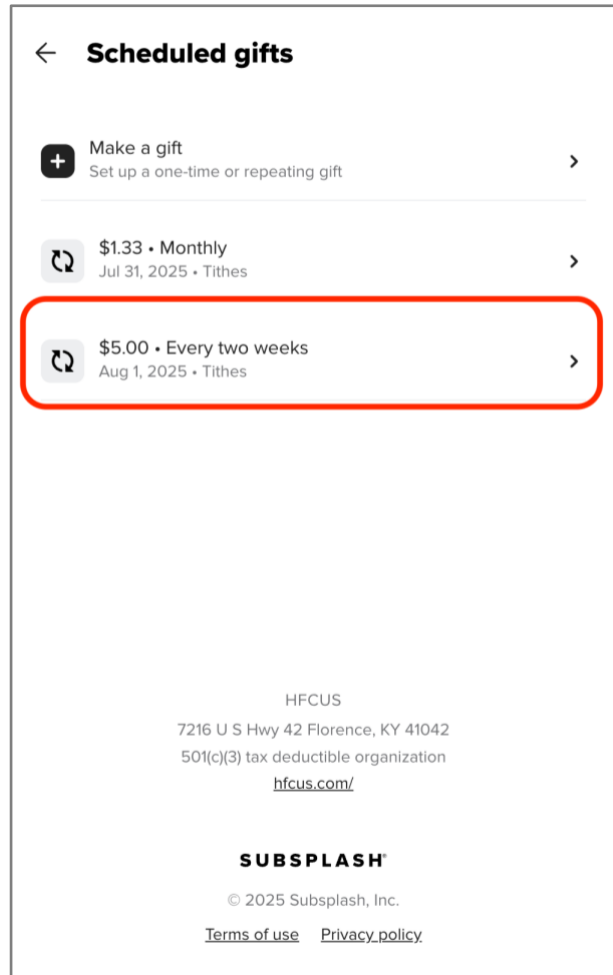 Scheduled gifts
Make a gift
Set up a one-time or repeating gift
$1.33 • Monthly
Jul 31, 2025 • Tithes
$5.00 • Every two weeks
Aug 1, 2025 • Tithes
HFCUS
7216 U S Hwy 42 Florence, KY 41042
501(c)(3) tax deductible organization
hfcus.com/
SUBSPLASH®
© 2025 Subsplash, Inc.
Terms of use Privacy policy